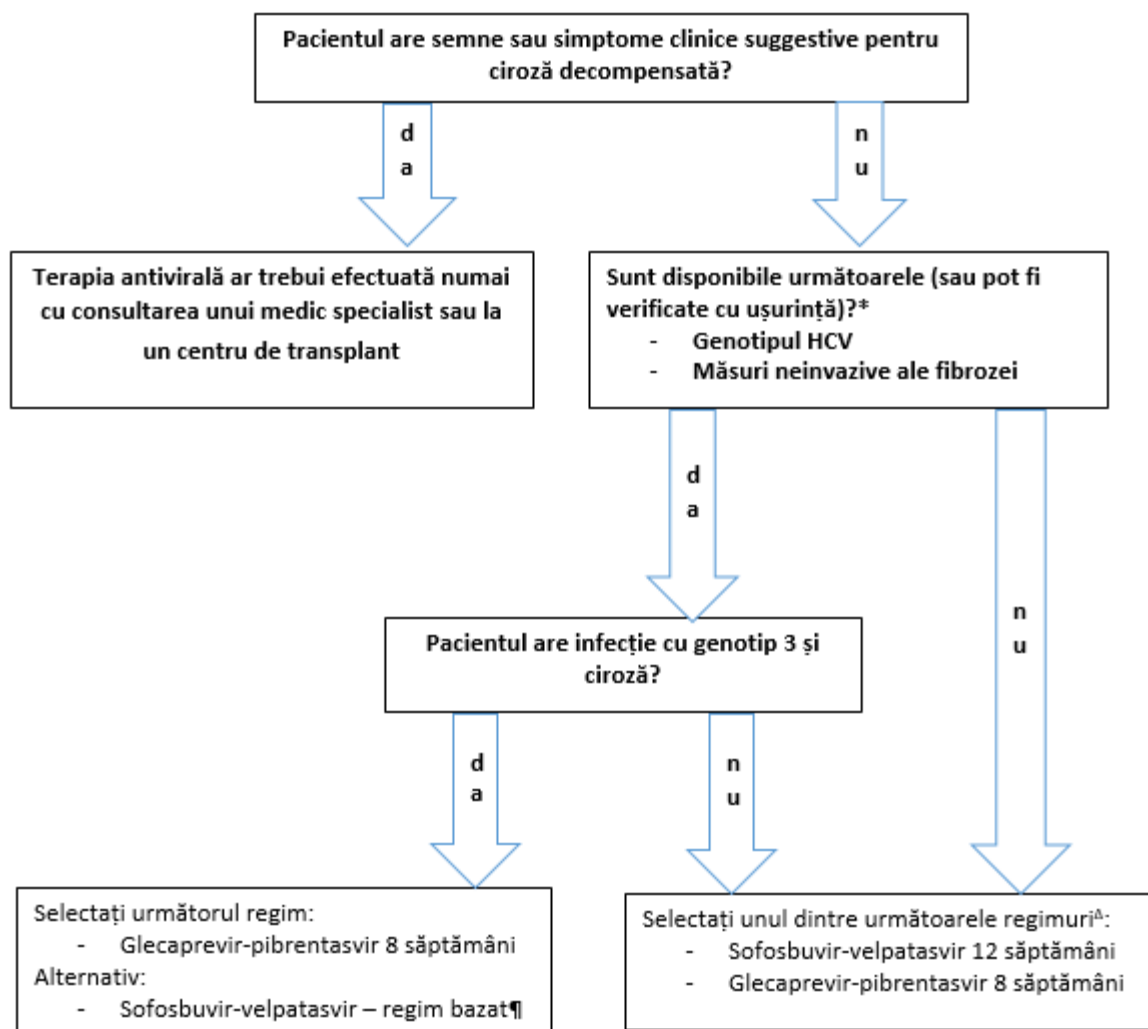 Pacientul are semne sau simptome clinice suggestive pentru
ciroză decompensată?
d
a
n
u
Terapia antivirală ar trebui efectuată numai
cu consultarea unui medic specialist sau la
un centru de transplant
Sunt disponibile următoarele (sau pot fi
verificate cu ușurință)?*
- Genotipul HCV
- Măsuri neinvazive ale fibrozei
d
a
n
u
Pacientul are infecție cu genotip 3 și
ciroză?
d
a
n
u
Selectați următorul regim:
- Glecaprevir-pibrentasvir 8 săptămâni
Alternativ:
- Sofosbuvir-velpatasvir – regim bazat¶
Selectați unul dintre următoarele regimuriᐞ:
- Sofosbuvir-velpatasvir 12 săptămâni
- Glecaprevir-pibrentasvir 8 săptămâni